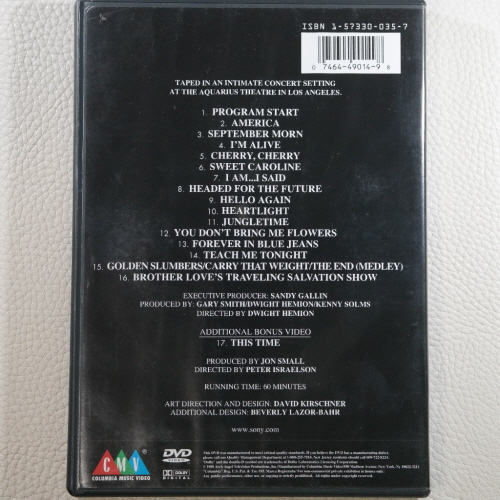 ISBN 1-57330-035-7
0 7464-49014-9 8
TAPED IN AN INTIMATE CONCERT SETTING
AT THE AQUARIUS THEATRE IN LOS ANGELES.
1. PROGRAM START
2. AMERICA
3. SEPTEMBER MORN
4. I'M ALIVE
5. CHERRY, CHERRY
6. SWEET CAROLINE
7. I AM...I SAID
8. HEADED FOR THE FUTURE
9. HELLO AGAIN
10. HEARTLIGHT
11. JUNGLETIME
12. YOU DON'T BRING ME FLOWERS
13. FOREVER IN BLUE JEANS
14. TEACH ME TONIGHT
15. GOLDEN SLUMBERS/CARRY THAT WEIGHT/THE END (MEDLEY)
16. BROTHER LOVE'S TRAVELING SALVATION SHOW
EXECUTIVE PRODUCER: SANDY GALLIN
PRODUCED BY: GARY SMITH/DWIGHT HEMION/KENNY SOLMS
DIRECTED BY DWIGHT HEMION
ADDITIONAL BONUS VIDEO
17. THIS TIME
PRODUCED BY JON SMALL
DIRECTED BY PETER ISRAELSON
RUNNING TIME: 60 MINUTES
ART DIRECTION AND DESIGN: DAVID KIRSCHNER
ADDITIONAL DESIGN: BEVERLY LAZOR-BAHR
www.sony.com
CMV
COLUMBIA MUSIC VIDEO
DVD
VIDEO
DOLBY
DIGITAL